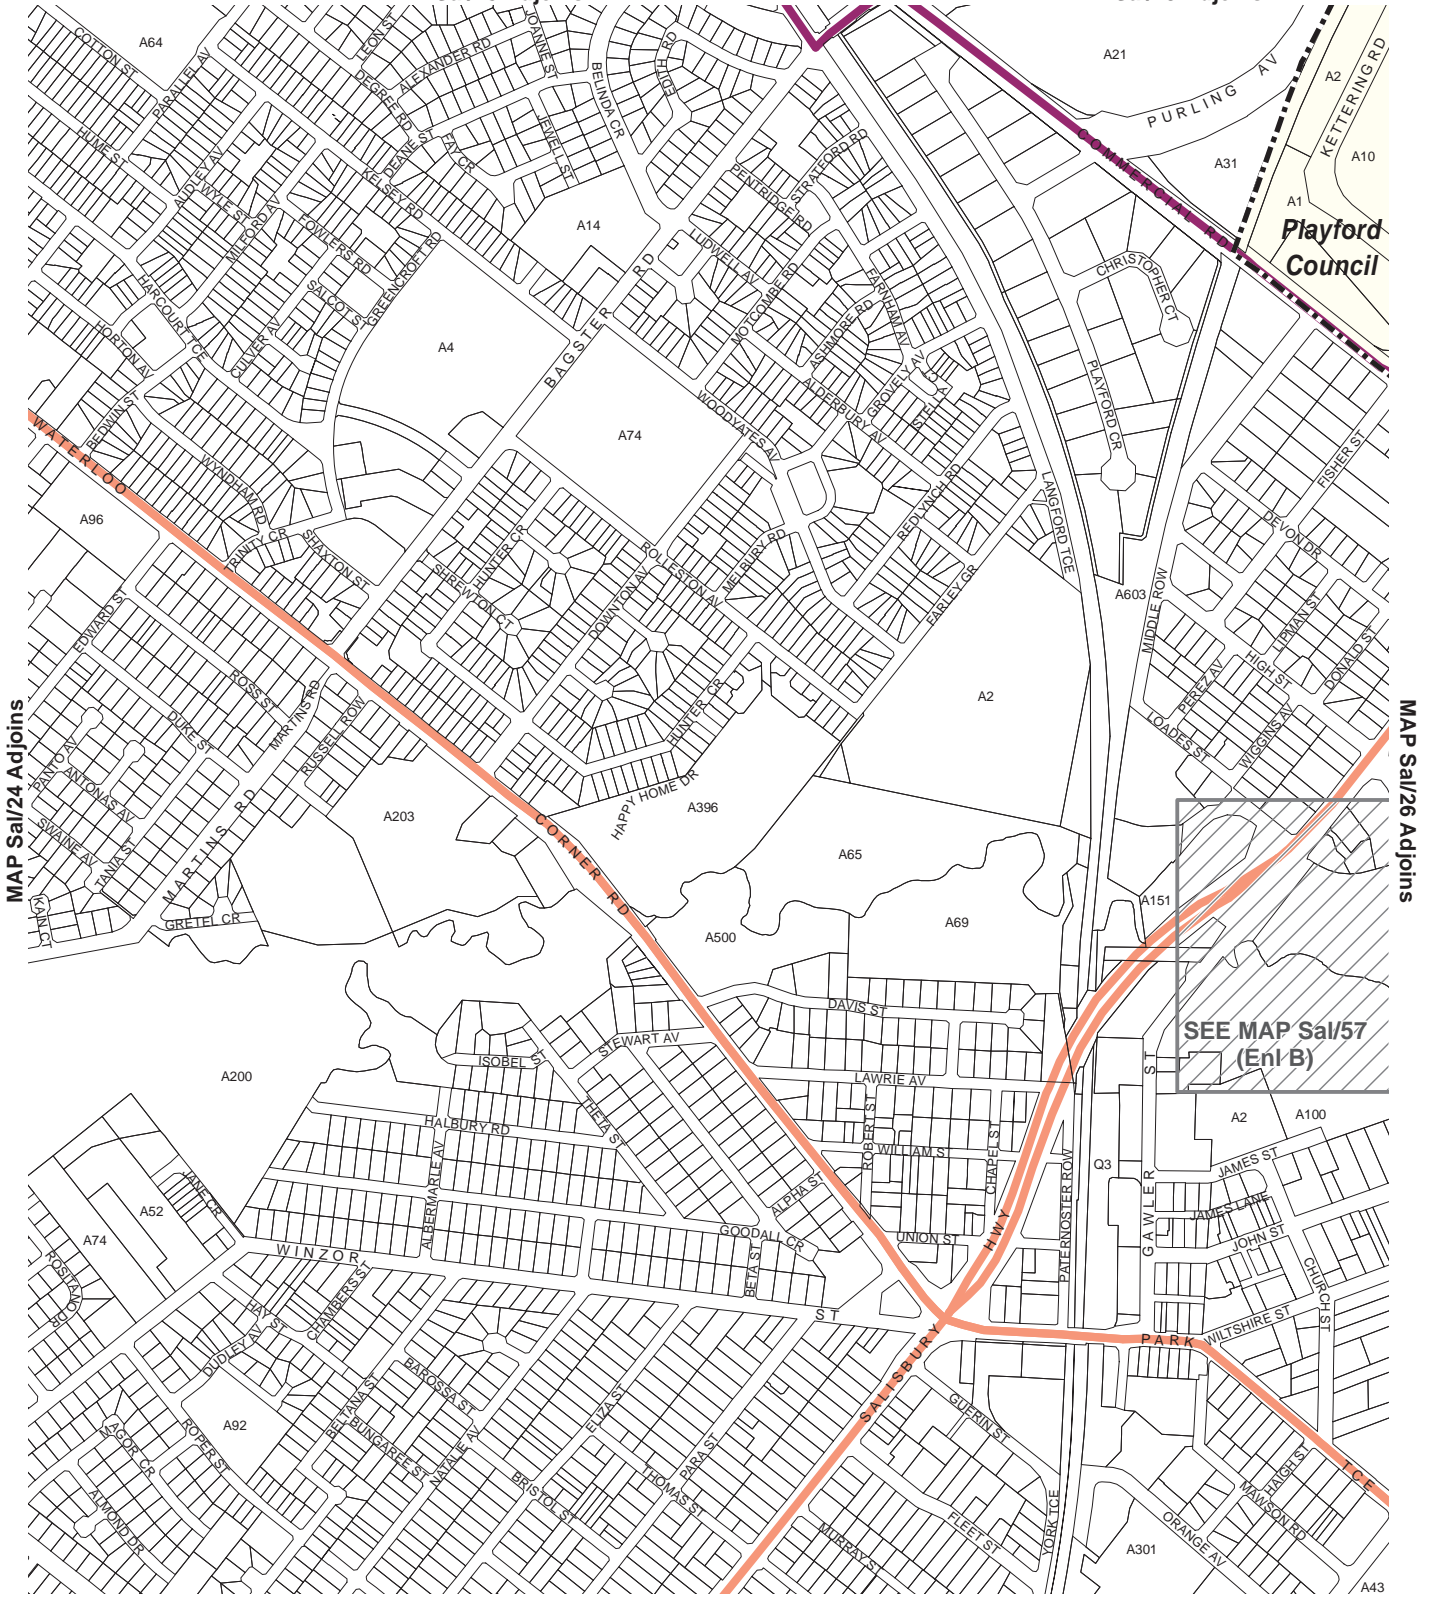 A64
COTTON ST
PARALLEL AV
LEON ST
ALEXANDER RD
JOANNE ST
DEGREE RD
BELINDA CR
EDITH RD
A21
PURLING AV
A2
KETTERING RD
A10
A31
A1
COMMERCIAL RD
Playford
Council
HUME ST
AUDLEY AV
WYLE ST
MILFORD AV
DEANE ST
FAY CR
JEWELL ST
KELSEY RD
FOWLERS RD
GREENCROFT RD
SALCOT ST
CULVER AV
HARCOURT TCE
HORTON AV
BEDWIN ST
A14
A4
BAGSTER RD
PENTRIDGE RD
STRATFORD RD
LUDWELL AV
MOTCOMBE RD
FARNHAM AV
ASHMORE RD
GROVELY AV
STELLA CT
ALDERBURY AV
WOODYATES AV
A74
CHRISTOPHER CT
PLAYFORD CR
FISHER ST
WATERLOO
A96
WYNDHAM RD
TRINITY CR
SHAXTON ST
HUNTER CR
SHREWTON CT
ROLLESTON AV
DOWNTON AV
MELBURY RD
REDLYNCH RD
FARLEY GR
LANGFORD TCE
DEVON DR
A603
MIDDLE ROW
LIPMAN ST
HIGH ST
DONALD ST
PEREZ AV
LOADES ST
WIGGINS AV
EDWARD ST
ROSS ST
DUKE ST
MARTINS RD
RUSSELL ROW
PANTO AV
ANTONAS AV
SWAINE AV
TANIA ST
MARTINS RD
KAIN CT
GRETEL CR
MAP Sal/24 Adjoins
MAP Sal/26 Adjoins
HUNTER CR
HAPPY HOME DR
A2
A396
A203
CORNER RD
A65
A69
A500
A151
SEE MAP Sal/57
(Enl B)
DAVIS ST
STEWART AV
ISOBEL ST
LAWRIE AV
A200
HALBURY RD
THETA ST
ALBERMARLE AV
ROBERT ST
WILLIAM S
CHAPEL ST
ALPHA ST
UNION ST
HWY
PATERNOSTER ROW
Q3
GAWLER ST
A2
A100
JAMES ST
JAMES LANE
JOHN ST
CHURCH ST
WILTSHIRE ST
JANE CR
A52
A74
ROSITANO DR
GOODALL CR
BETA ST
WINZOR ST
CHAMBERS ST
HAY ST
DUDLEY AV
BAROSSA ST
BELTANA ST
BUNGAREE ST
NATALIE AV
ELIZA ST
BRISTOL ST
THOMAS ST
PARA ST
SALISBURY
PARK TCE
A92
ROPER ST
MAGOR CR
ALMOND DR
GUERIN ST
FLEET ST
MURRAY ST
YORK TCE
ORANGE AV
MAWSON RD
HAIGH ST
A301
A43